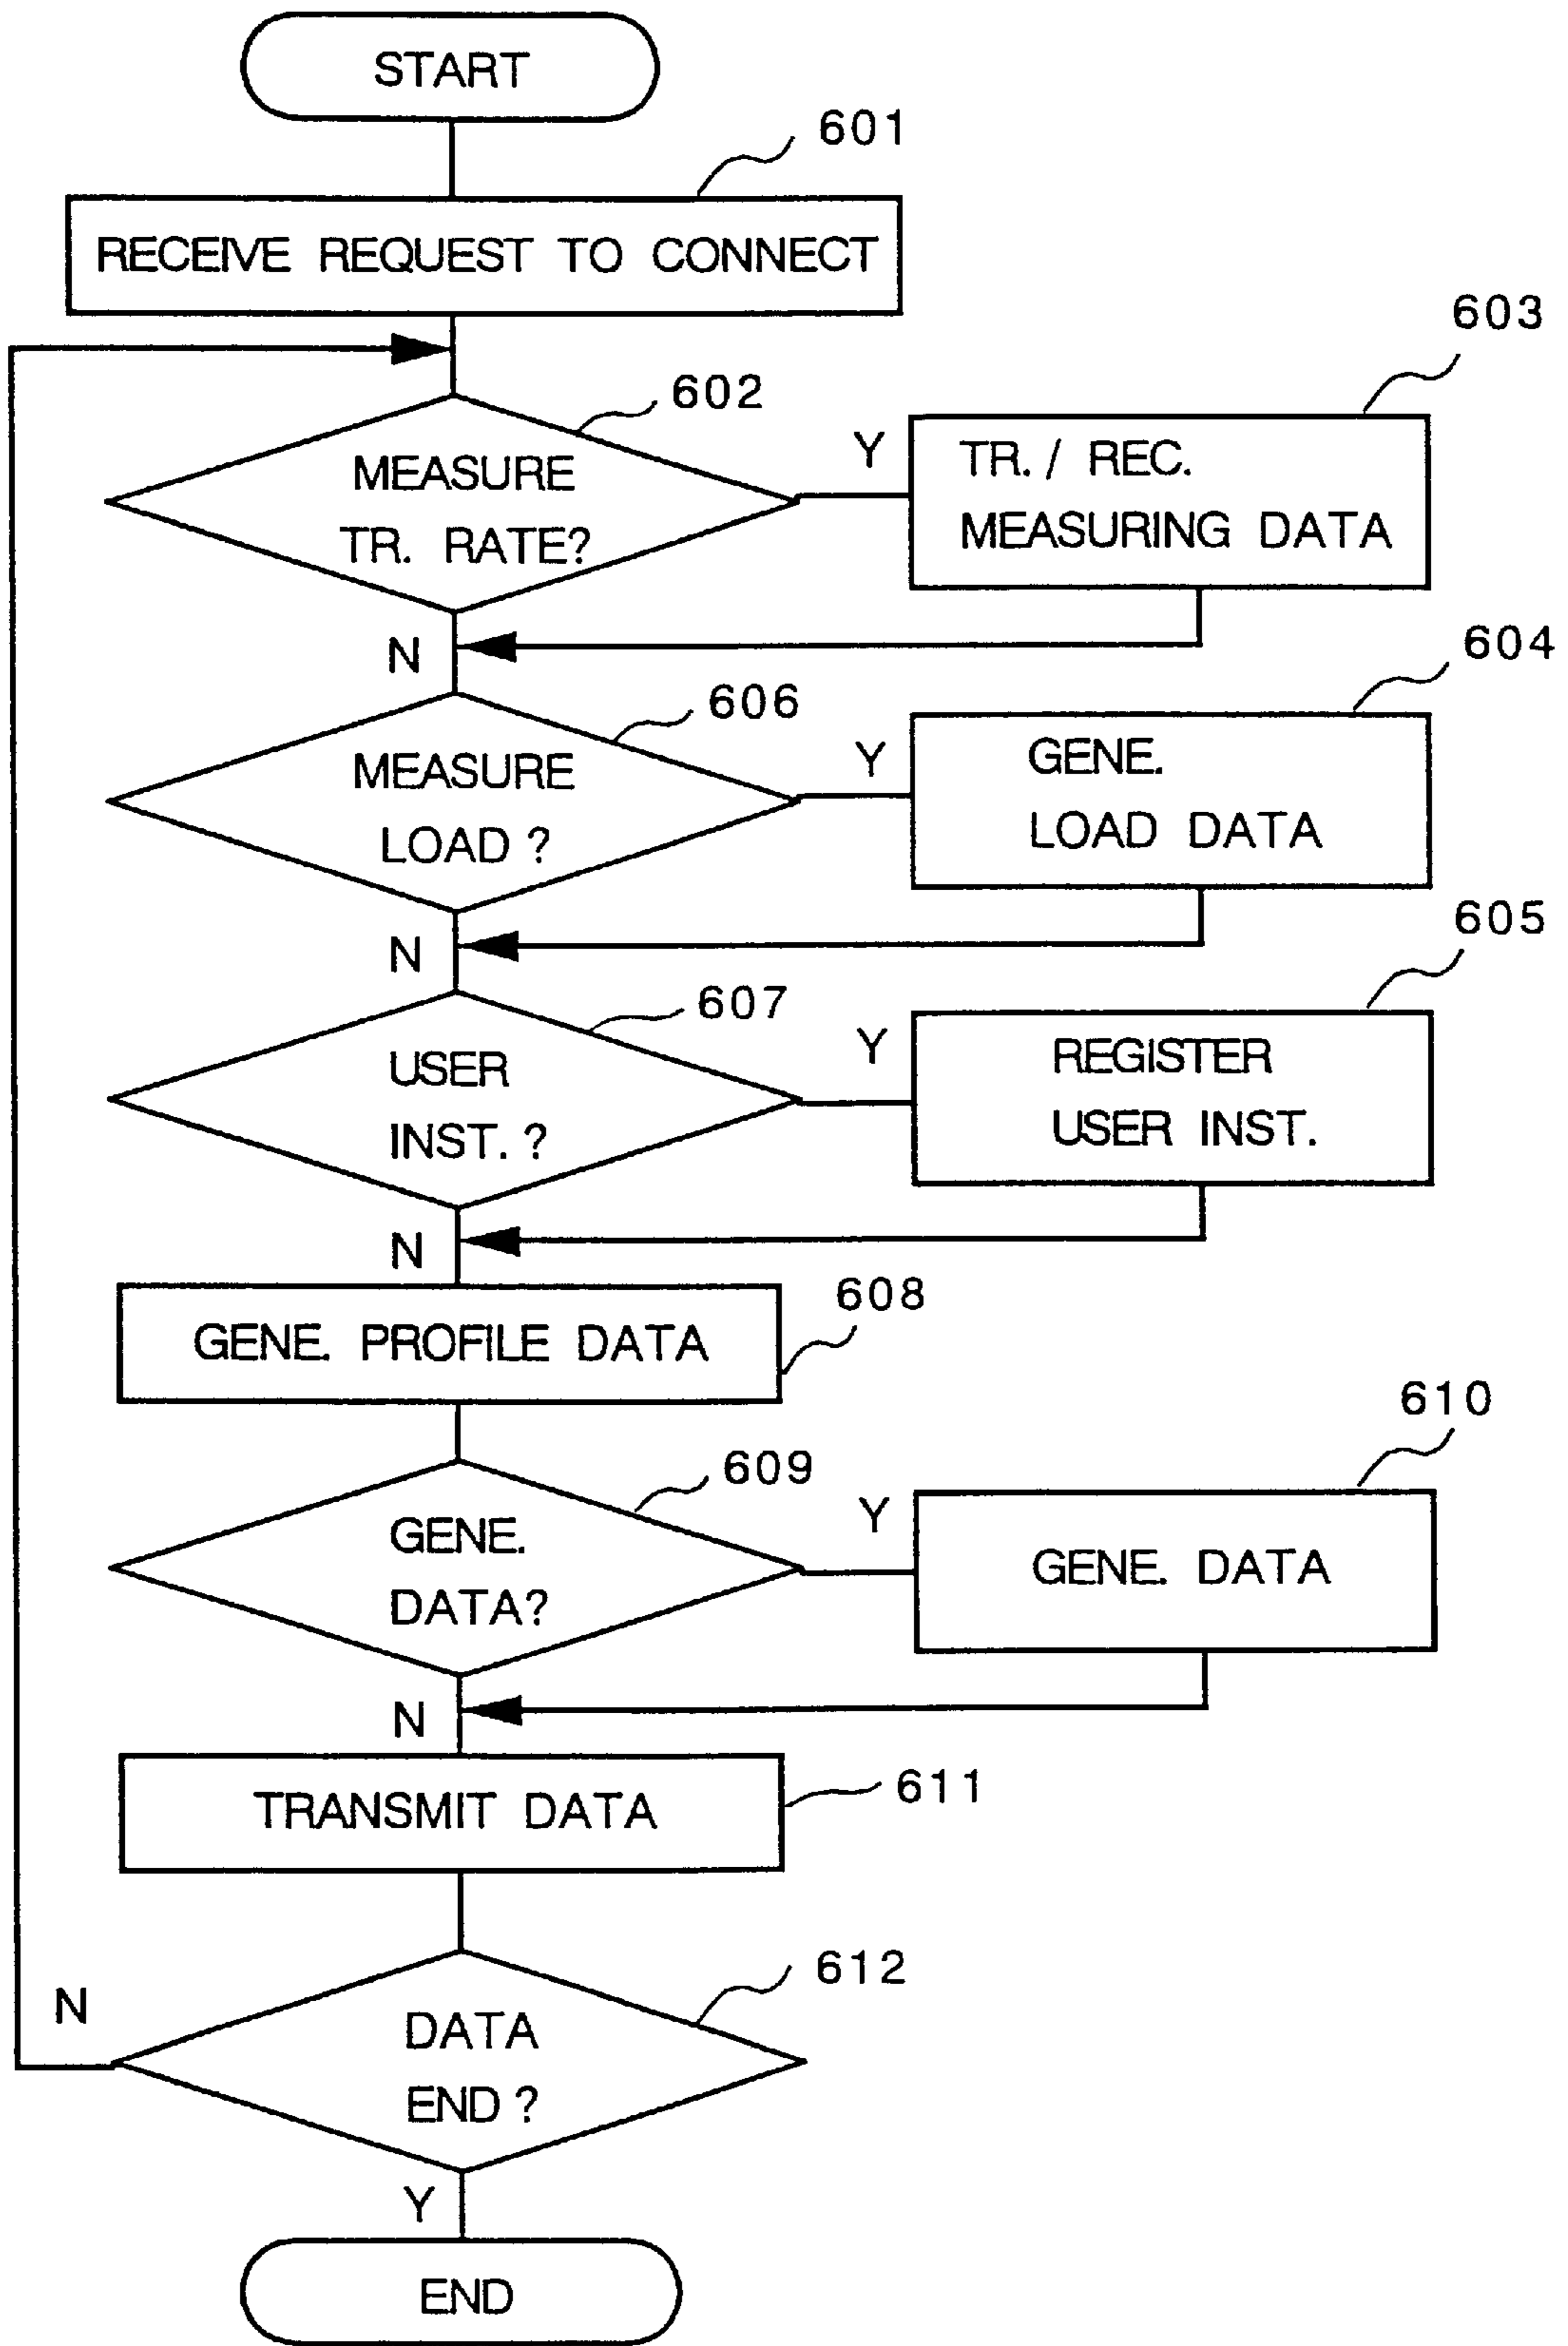 START
601
RECEIVE REQUEST TO CONNECT
603
602
MEASURE
TR. RATE?
Y
TR. / REC.
MEASURING DATA
N
604
606
MEASURE
LOAD ?
Y
GENE.
LOAD DATA
N
605
607
USER
INST. ?
Y
REGISTER
USER INST.
N
608
GENE. PROFILE DATA
610
609
GENE.
DATA?
Y
GENE. DATA
N
611
TRANSMIT DATA
612
N
DATA
END ?
Y
END